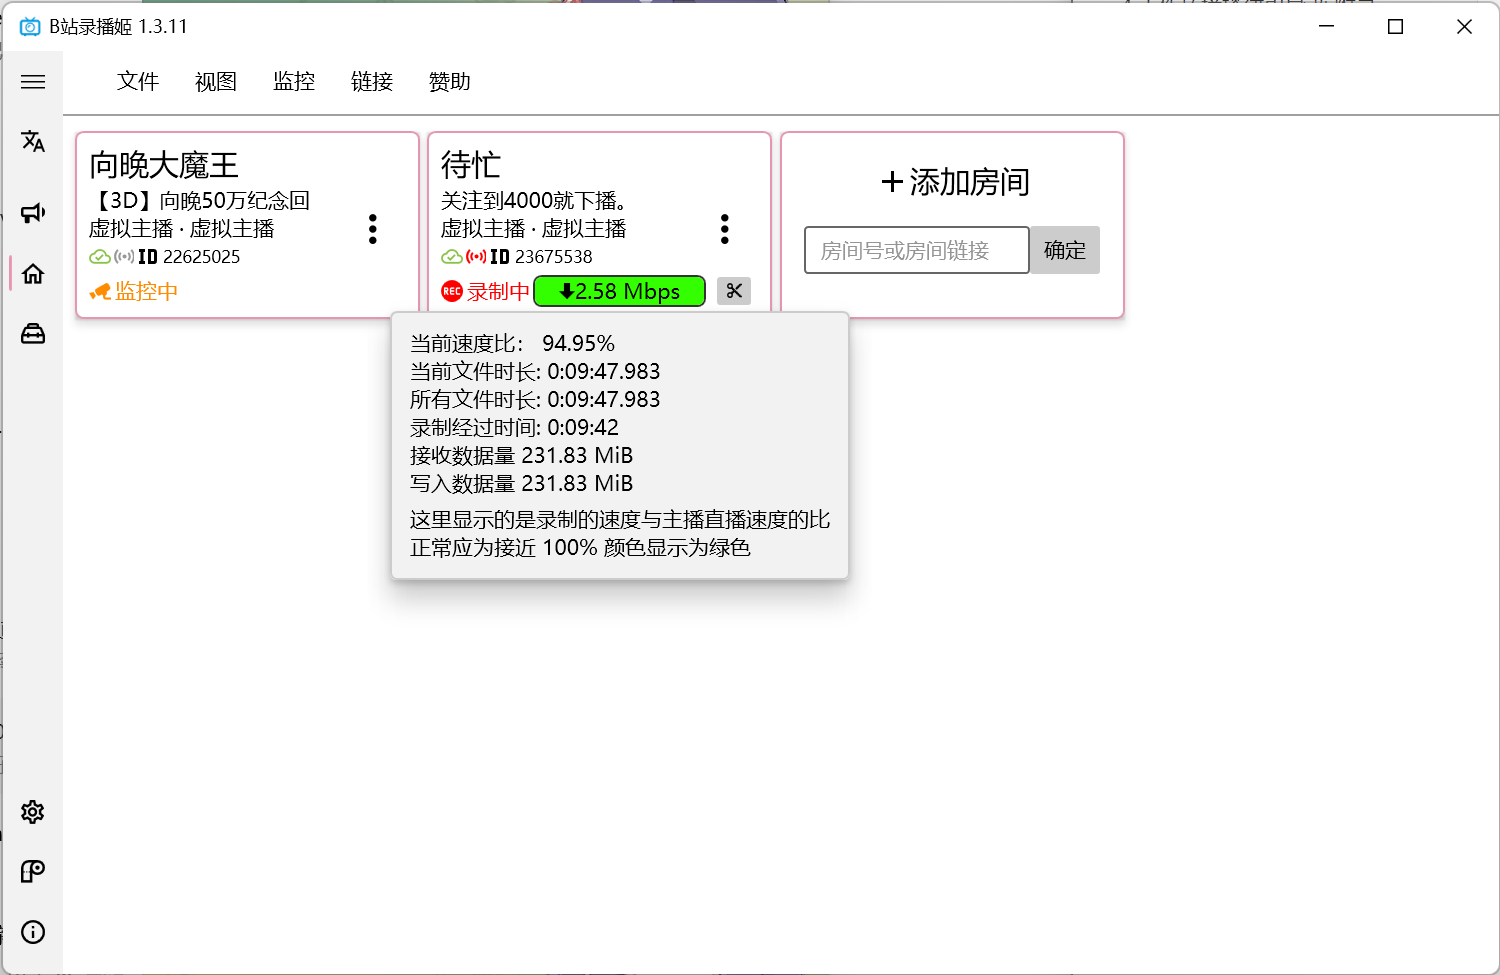 B站录播姬 1.3.11
文件 视图 监控 链接 赞助
向晚大魔王
【3D】向晚50万纪念回
虚拟主播 · 虚拟主播
ID 22625025
监控中
待忙
关注到4000就下播。
虚拟主播 · 虚拟主播
ID 23675538
REC 录制中 2.58 Mbps
添加房间
房间号或房间链接 确定
当前速度比: 94.95%
当前文件时长: 0:09:47.983
所有文件时长: 0:09:47.983
录制经过时间: 0:09:42
接收数据量 231.83 MiB
写入数据量 231.83 MiB
这里显示的是录制的速度与主播直播速度的比
正常应为接近 100% 颜色显示为绿色